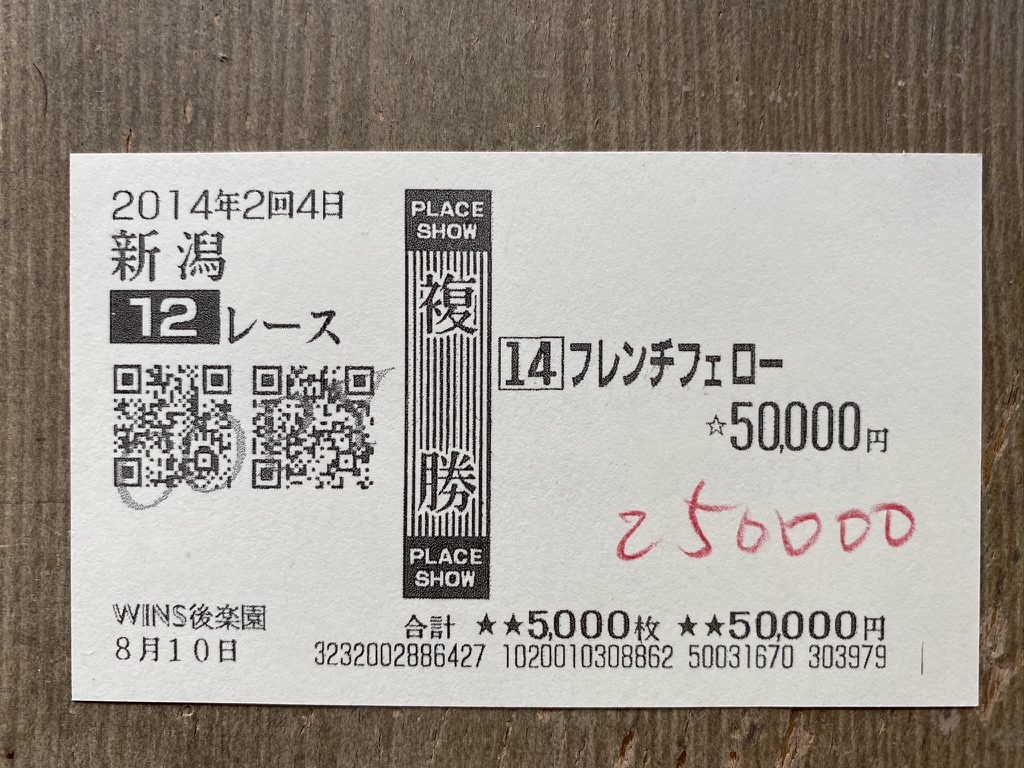 2014年2回4日
新潟
12レース
PLACE
SHOW
複勝
PLACE
SHOW
14フレンチフェロー
☆50,000円
250000
WINS後楽園
8月10日
合計 ★★5,000枚 ★★50,000円
3232002886427 1020010308862 50031670 303979